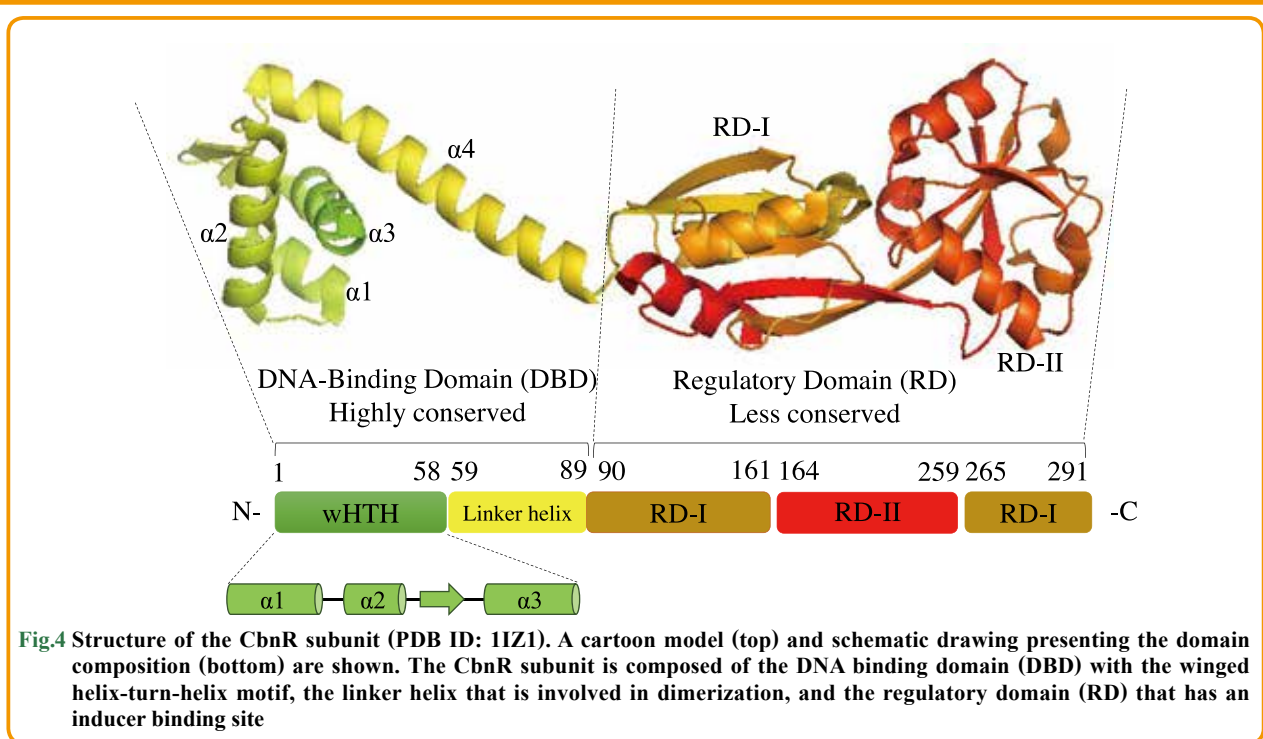 RD-I
α4
α2
α3
α1
RD-II
DNA-Binding Domain (DBD)
Highly conserved
Regulatory Domain (RD)
Less conserved
1 58 59 89 90 161 164 259 265 291
N- wHTH Linker helix RD-I RD-II RD-I -C
α1 α2 α3
Fig.4 Structure of the CbnR subunit (PDB ID: 1IZ1). A cartoon model (top) and schematic drawing presenting the domain
composition (bottom) are shown. The CbnR subunit is composed of the DNA binding domain (DBD) with the winged
helix-turn-helix motif, the linker helix that is involved in dimerization, and the regulatory domain (RD) that has an
inducer binding site